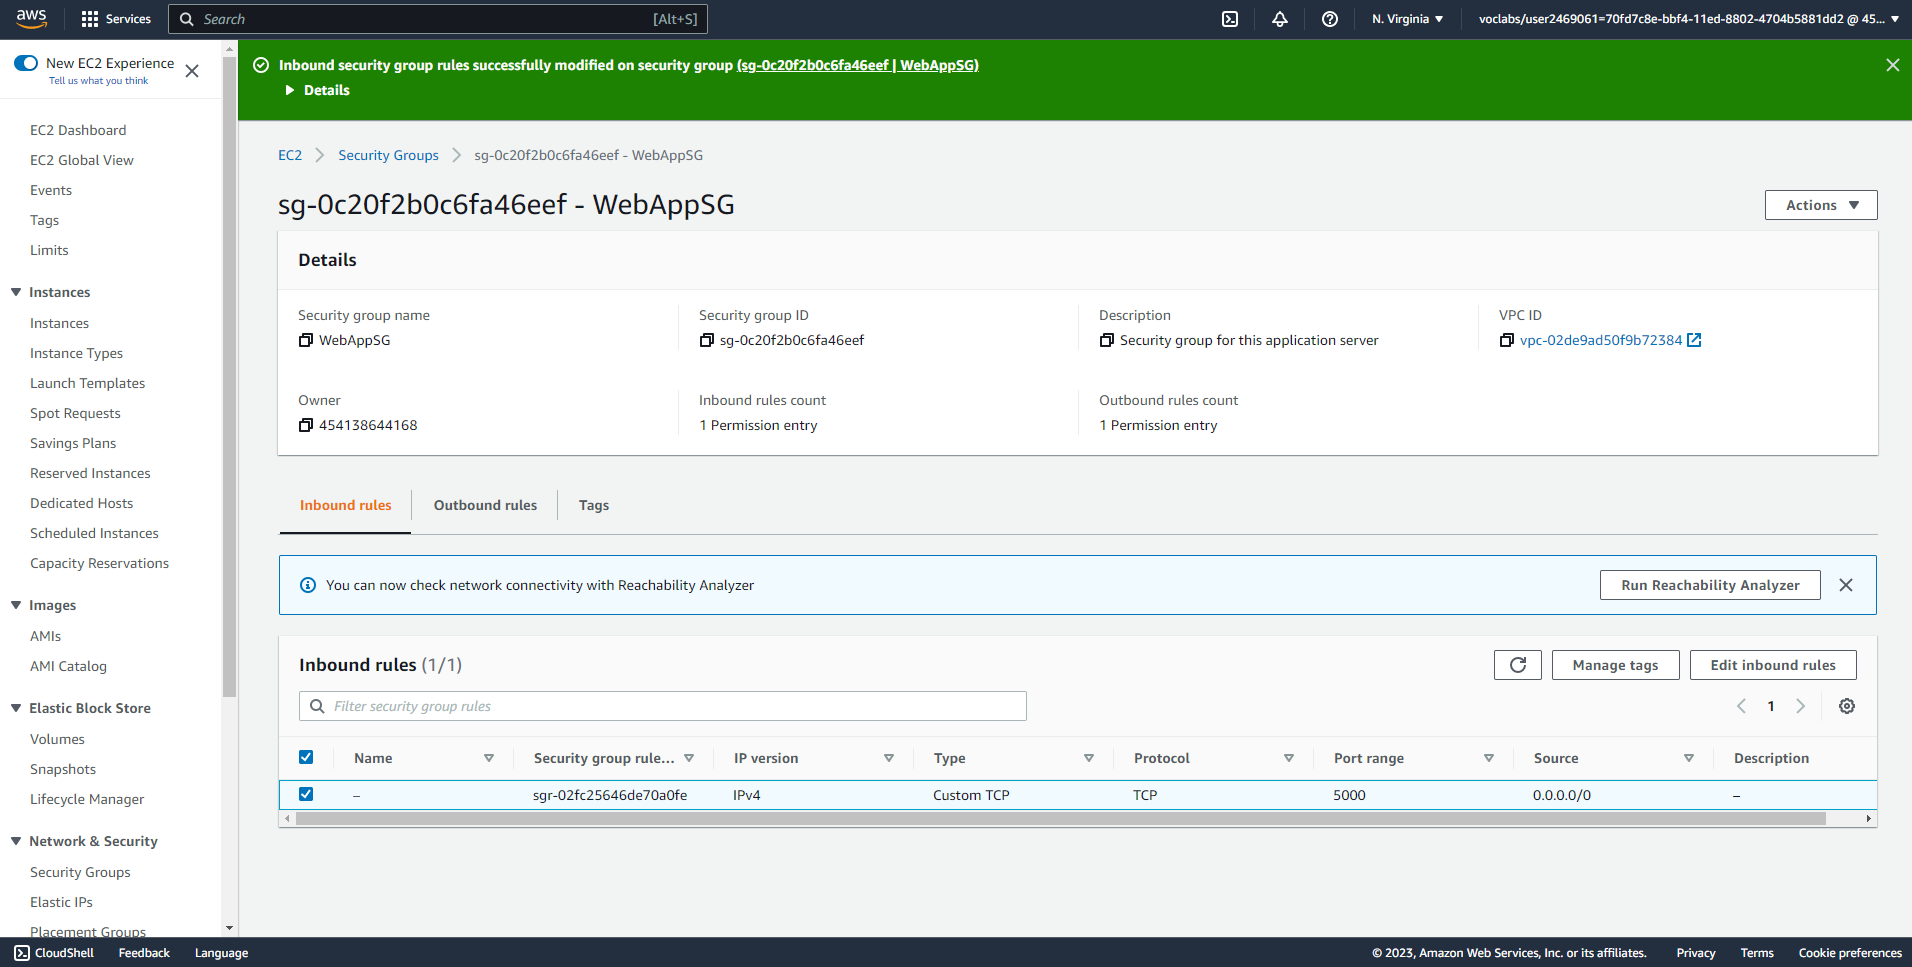 aws
Services
Search
[Alt+S]
N. Virginia
voclabs/user2469061=70fd7c8e-bbf4-11ed-8802-4704b5881dd2 @ 45...
New EC2 Experience
Tell us what you think
EC2 Dashboard
EC2 Global View
Events
Tags
Limits
Instances
Instances
Instance Types
Launch Templates
Spot Requests
Savings Plans
Reserved Instances
Dedicated Hosts
Scheduled Instances
Capacity Reservations
Images
AMIs
AMI Catalog
Elastic Block Store
Volumes
Snapshots
Lifecycle Manager
Network & Security
Security Groups
Elastic IPs
Placement Groups
Inbound security group rules successfully modified on security group (sg-0c20f2b0c6fa46eef | WebAppSG)
Details
EC2 Security Groups sg-0c20f2b0c6fa46eef - WebAppSG
sg-0c20f2b0c6fa46eef - WebAppSG
Actions
Details
Security group name
WebAppSG
Security group ID
sg-0c20f2b0c6fa46eef
Description
Security group for this application server
VPC ID
vpc-02de9ad50f9b72384
Owner
454138644168
Inbound rules count
1 Permission entry
Outbound rules count
1 Permission entry
Inbound rules
Outbound rules
Tags
You can now check network connectivity with Reachability Analyzer
Run Reachability Analyzer
Inbound rules (1/1)
Manage tags
Edit inbound rules
Filter security group rules
1
Name Security group rule... IP version Type Protocol Port range Source Description
– sgr-02fc25646de70a0fe IPv4 Custom TCP TCP 5000 0.0.0.0/0 –
CloudShell
Feedback
Language
© 2023, Amazon Web Services, Inc. or its affiliates.
Privacy
Terms
Cookie preferences